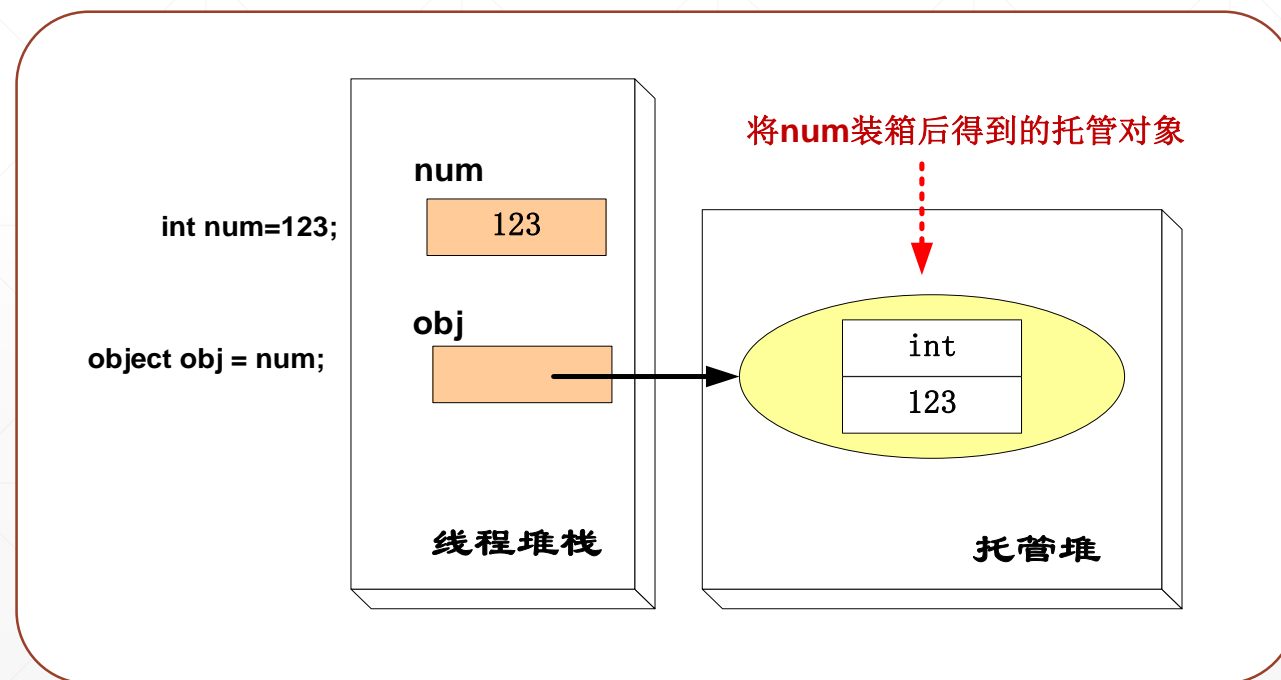 将num装箱后得到的托管对象
num
int num=123;
123
obj
object obj = num;
int
123
线程堆栈
托管堆